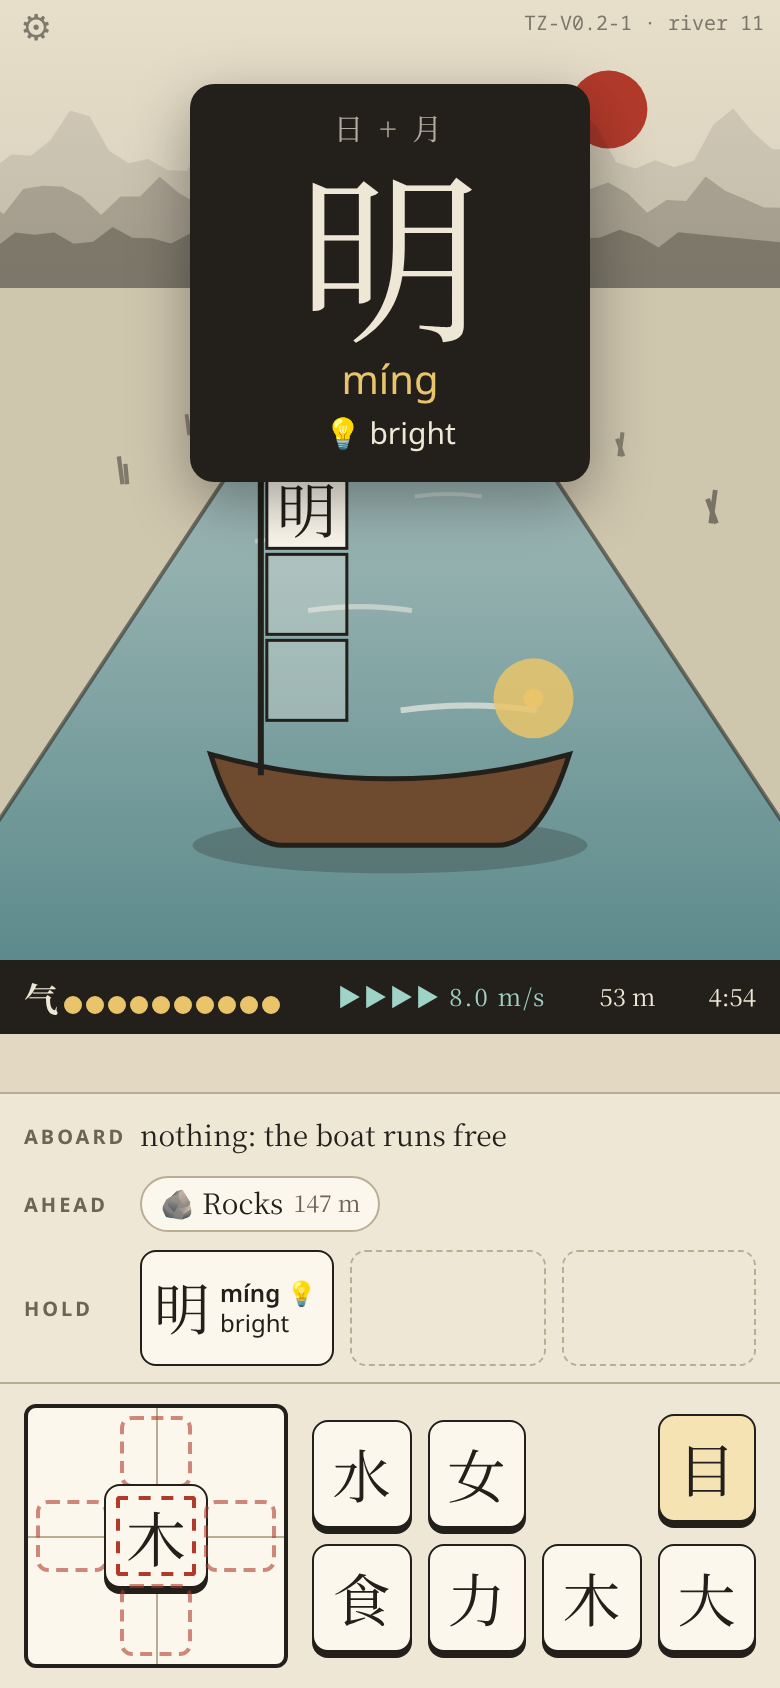 TZ-V0.2-1 · river 11
日 + 月
明
míng
bright
明
气 8.0 m/s 53 m 4:54
ABOARD nothing: the boat runs free
AHEAD Rocks 147 m
HOLD 明 míng
bright
木 水 女 目
食 力 木 大